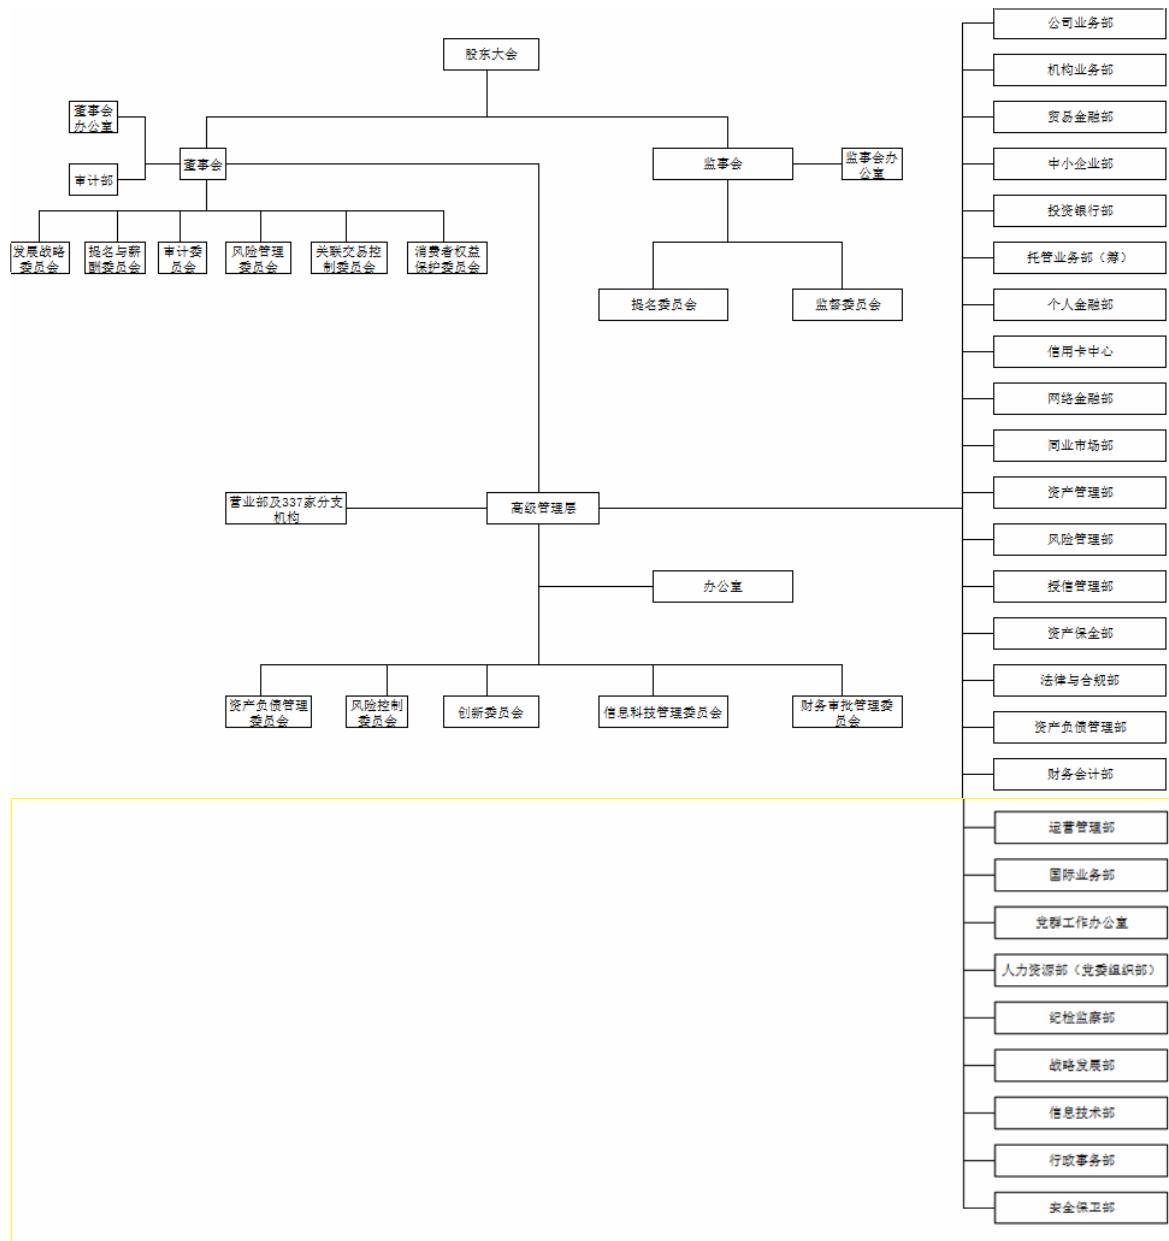 股东大会
董事会
办公室
审计部
董事会
监事会
监事会办
公室
发展战略
委员会
提名与薪
酬委员会
审计委
员会
风险管理
委员会
关联交易控
制委员会
消费者权益
保护委员会
提名委员会
监督委员会
营业部及337家分支
机构
高级管理层
办公室
资产负债管理
委员会
风险控制
委员会
创新委员会
信息科技管理委员会
财务审批管理委
员会
公司业务部
机构业务部
贸易金融部
中小企业部
投资银行部
托管业务部（筹）
个人金融部
信用卡中心
网络金融部
同业市场部
资产管理部
风险管理部
授信管理部
资产保全部
法律与合规部
资产负债管理部
财务会计部
运营管理部
国际业务部
党群工作办公室
人力资源部（党委组织部）
纪检监察部
战略发展部
信息技术部
行政事务部
安全保卫部